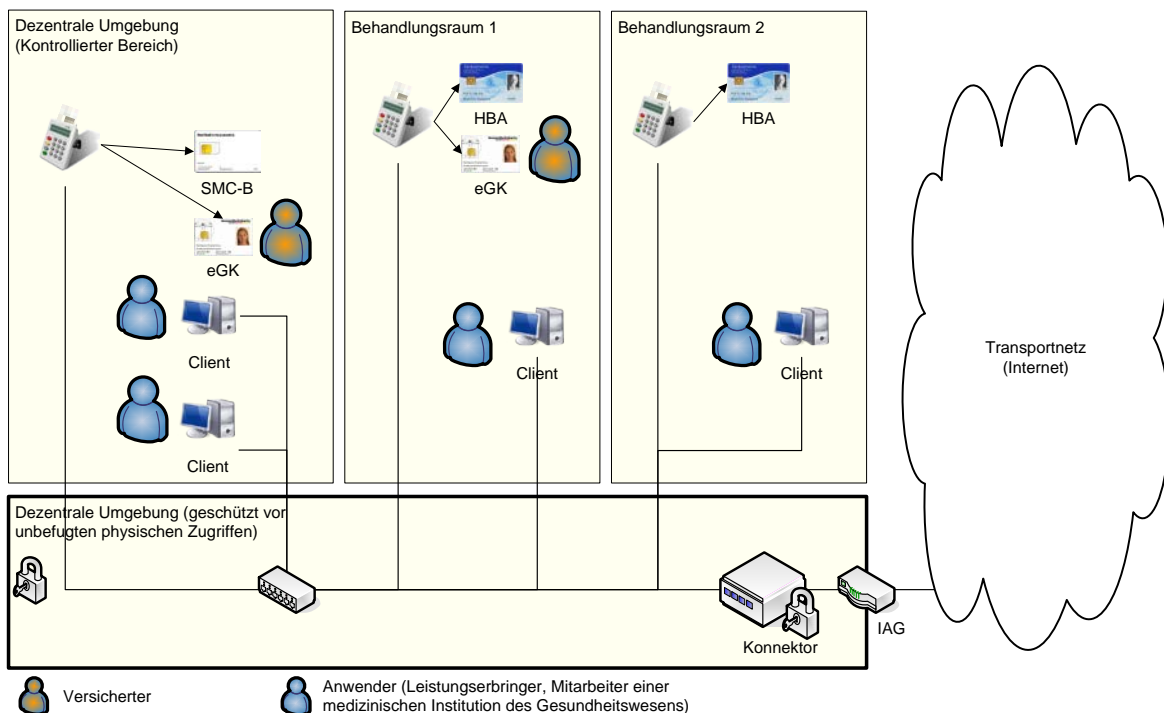 Dezentrale Umgebung
(Kontrollierter Bereich)
SMC-B
eGK
Client
Client
Behandlungsraum 1
HBA
eGK
Client
Behandlungsraum 2
HBA
Client
Transportnetz
(Internet)
Dezentrale Umgebung (geschützt vor
unbefugten physischen Zugriffen)
Konnektor
IAG
Versicherter
Anwender (Leistungserbringer, Mitarbeiter einer
medizinischen Institution des Gesundheitswesens)